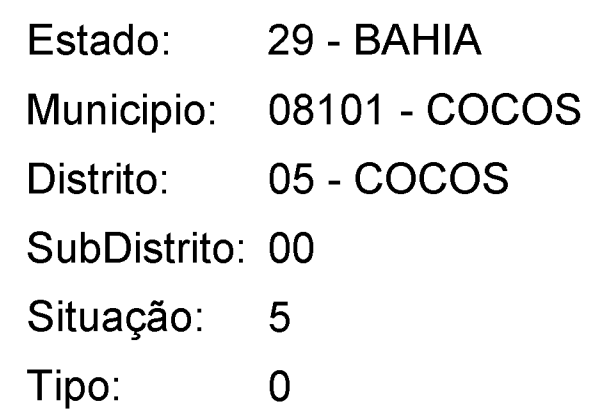 Estado: 29 - BAHIA
Municipio: 08101 - COCOS
Distrito: 05 - COCOS
SubDistrito: 00
Situação: 5
Tipo: 0